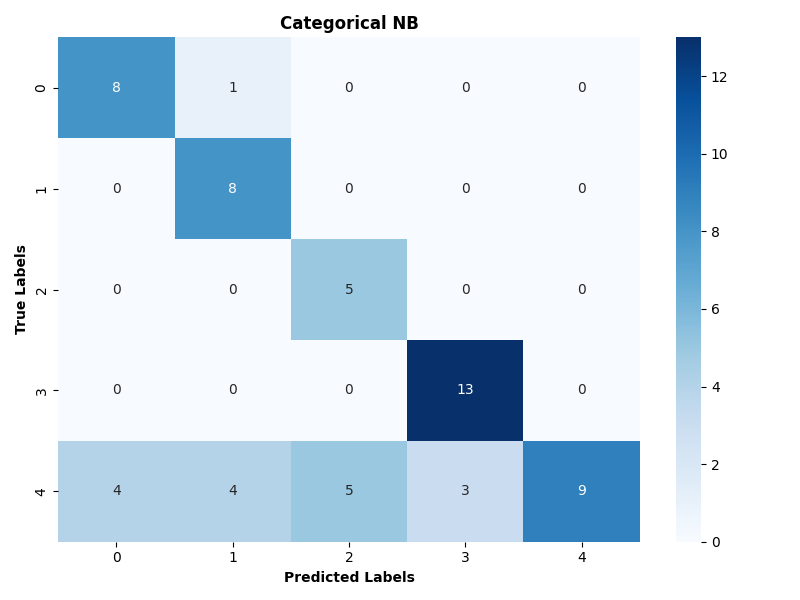 Categorical NB
0 8 1 0 0 0
1 0 8 0 0 0
2 0 0 5 0 0
3 0 0 0 13 0
4 4 4 5 3 9
0 1 2 3 4
True Labels
Predicted Labels
12
10
8
6
4
2
0